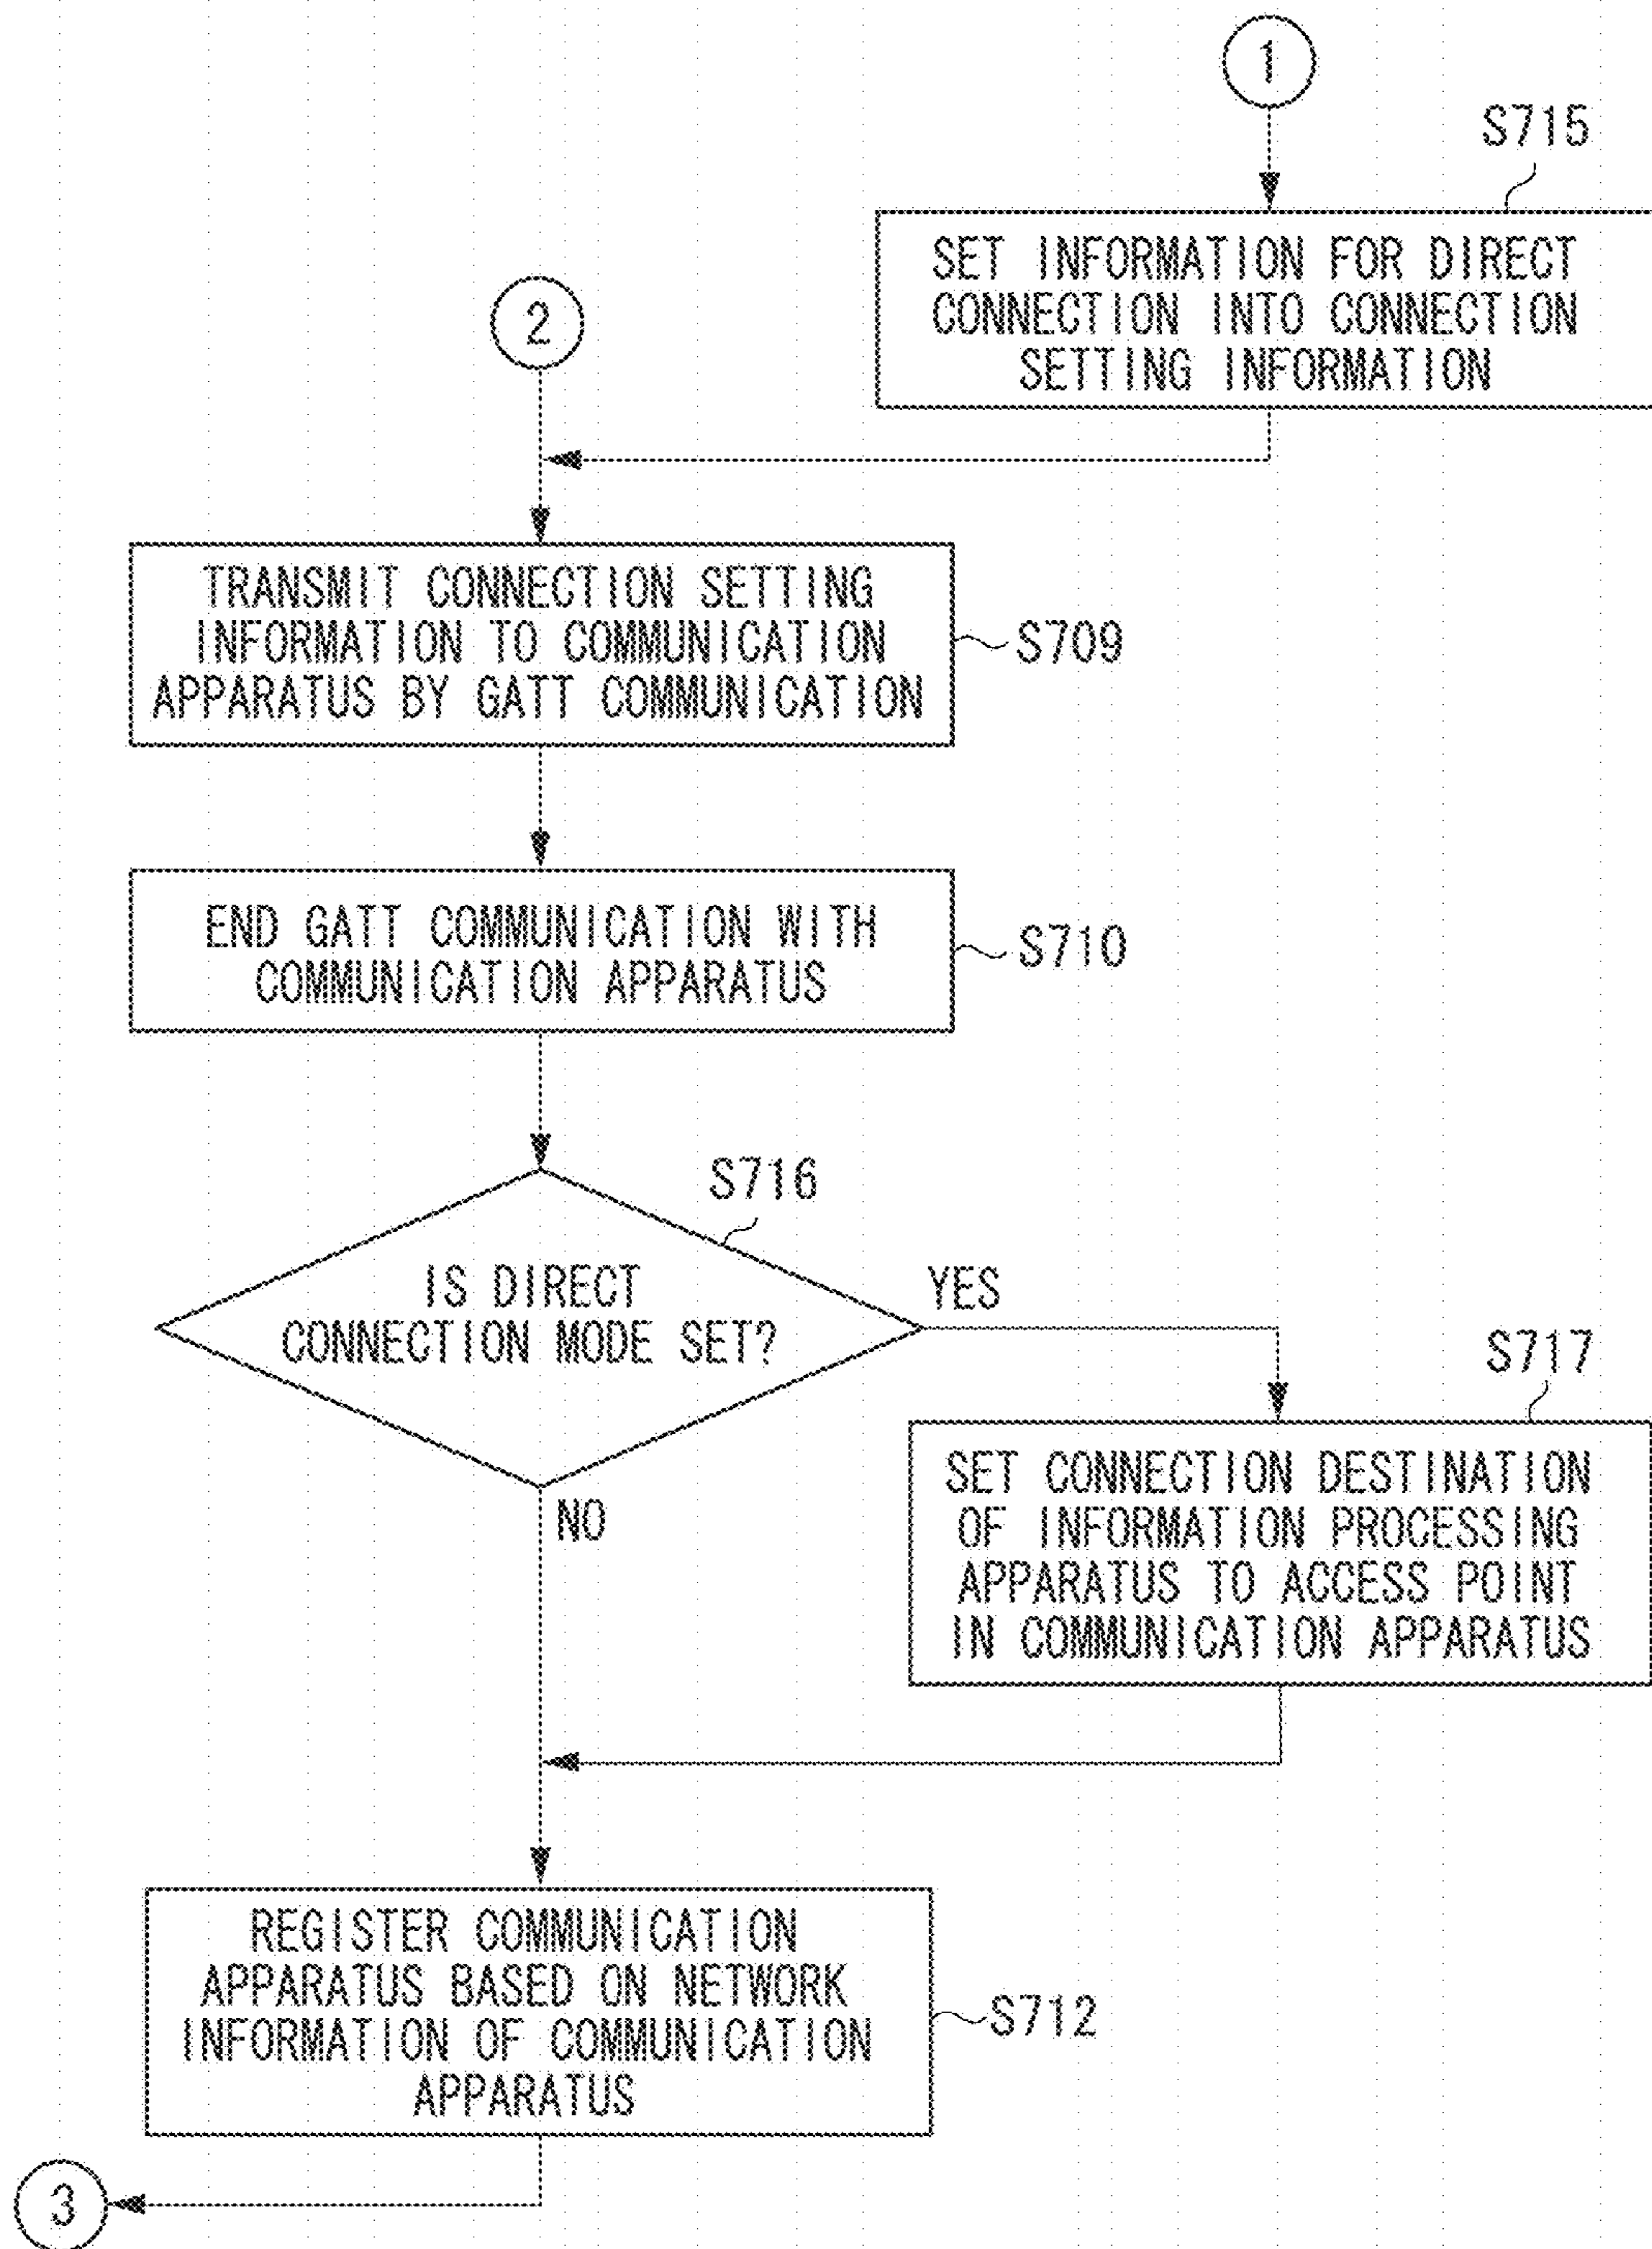 1
S715
SET INFORMATION FOR DIRECT
CONNECTION INTO CONNECTION
SETTING INFORMATION
2
TRANSMIT CONNECTION SETTING
INFORMATION TO COMMUNICATION
APPARATUS BY GATT COMMUNICATION
S709
END GATT COMMUNICATION WITH
COMMUNICATION APPARATUS
S710
S716
IS DIRECT
CONNECTION MODE SET?
YES
NO
S717
SET CONNECTION DESTINATION
OF INFORMATION PROCESSING
APPARATUS TO ACCESS POINT
IN COMMUNICATION APPARATUS
REGISTER COMMUNICATION
APPARATUS BASED ON NETWORK
INFORMATION OF COMMUNICATION
APPARATUS
S712
3